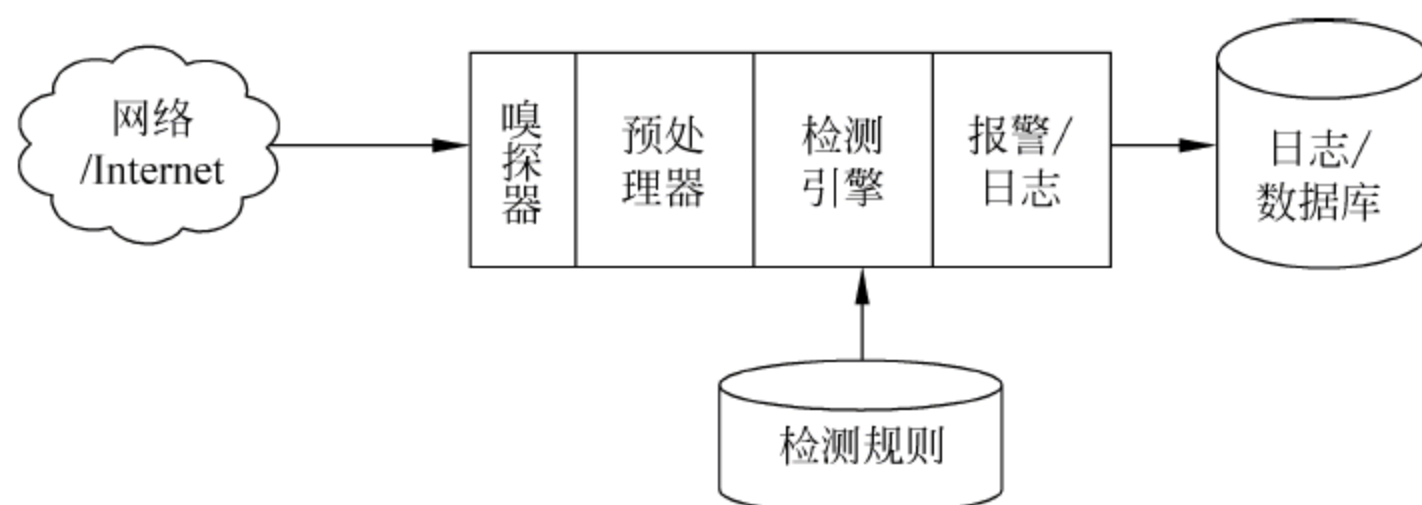 网络
/Internet
嗅
探
器
预处
理器
检测
引擎
报警/
日志
日志/
数据库
检测规则